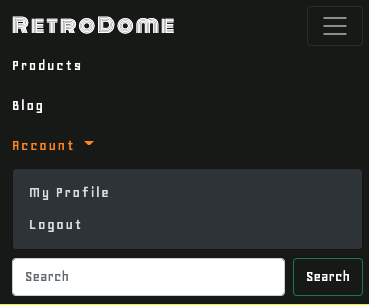 RetroDome
Products
Blog
Account
My Profile
Logout
Search Search